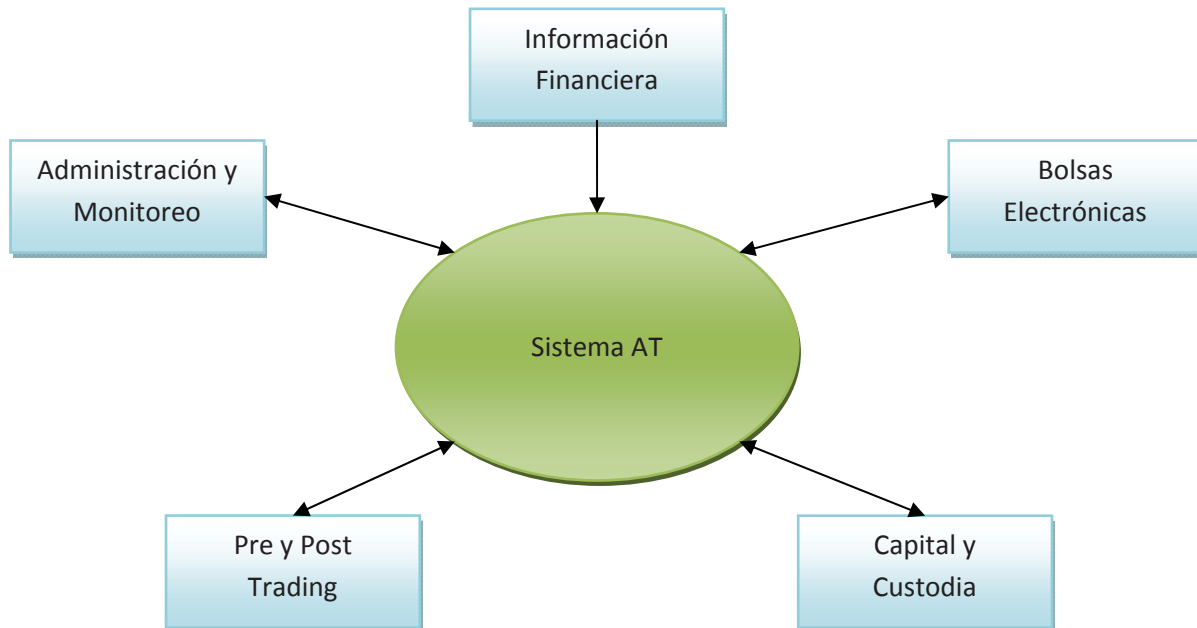 Información
Financiera
Administración y
Monitoreo
Bolsas
Electrónicas
Sistema AT
Pre y Post
Trading
Capital y
Custodia